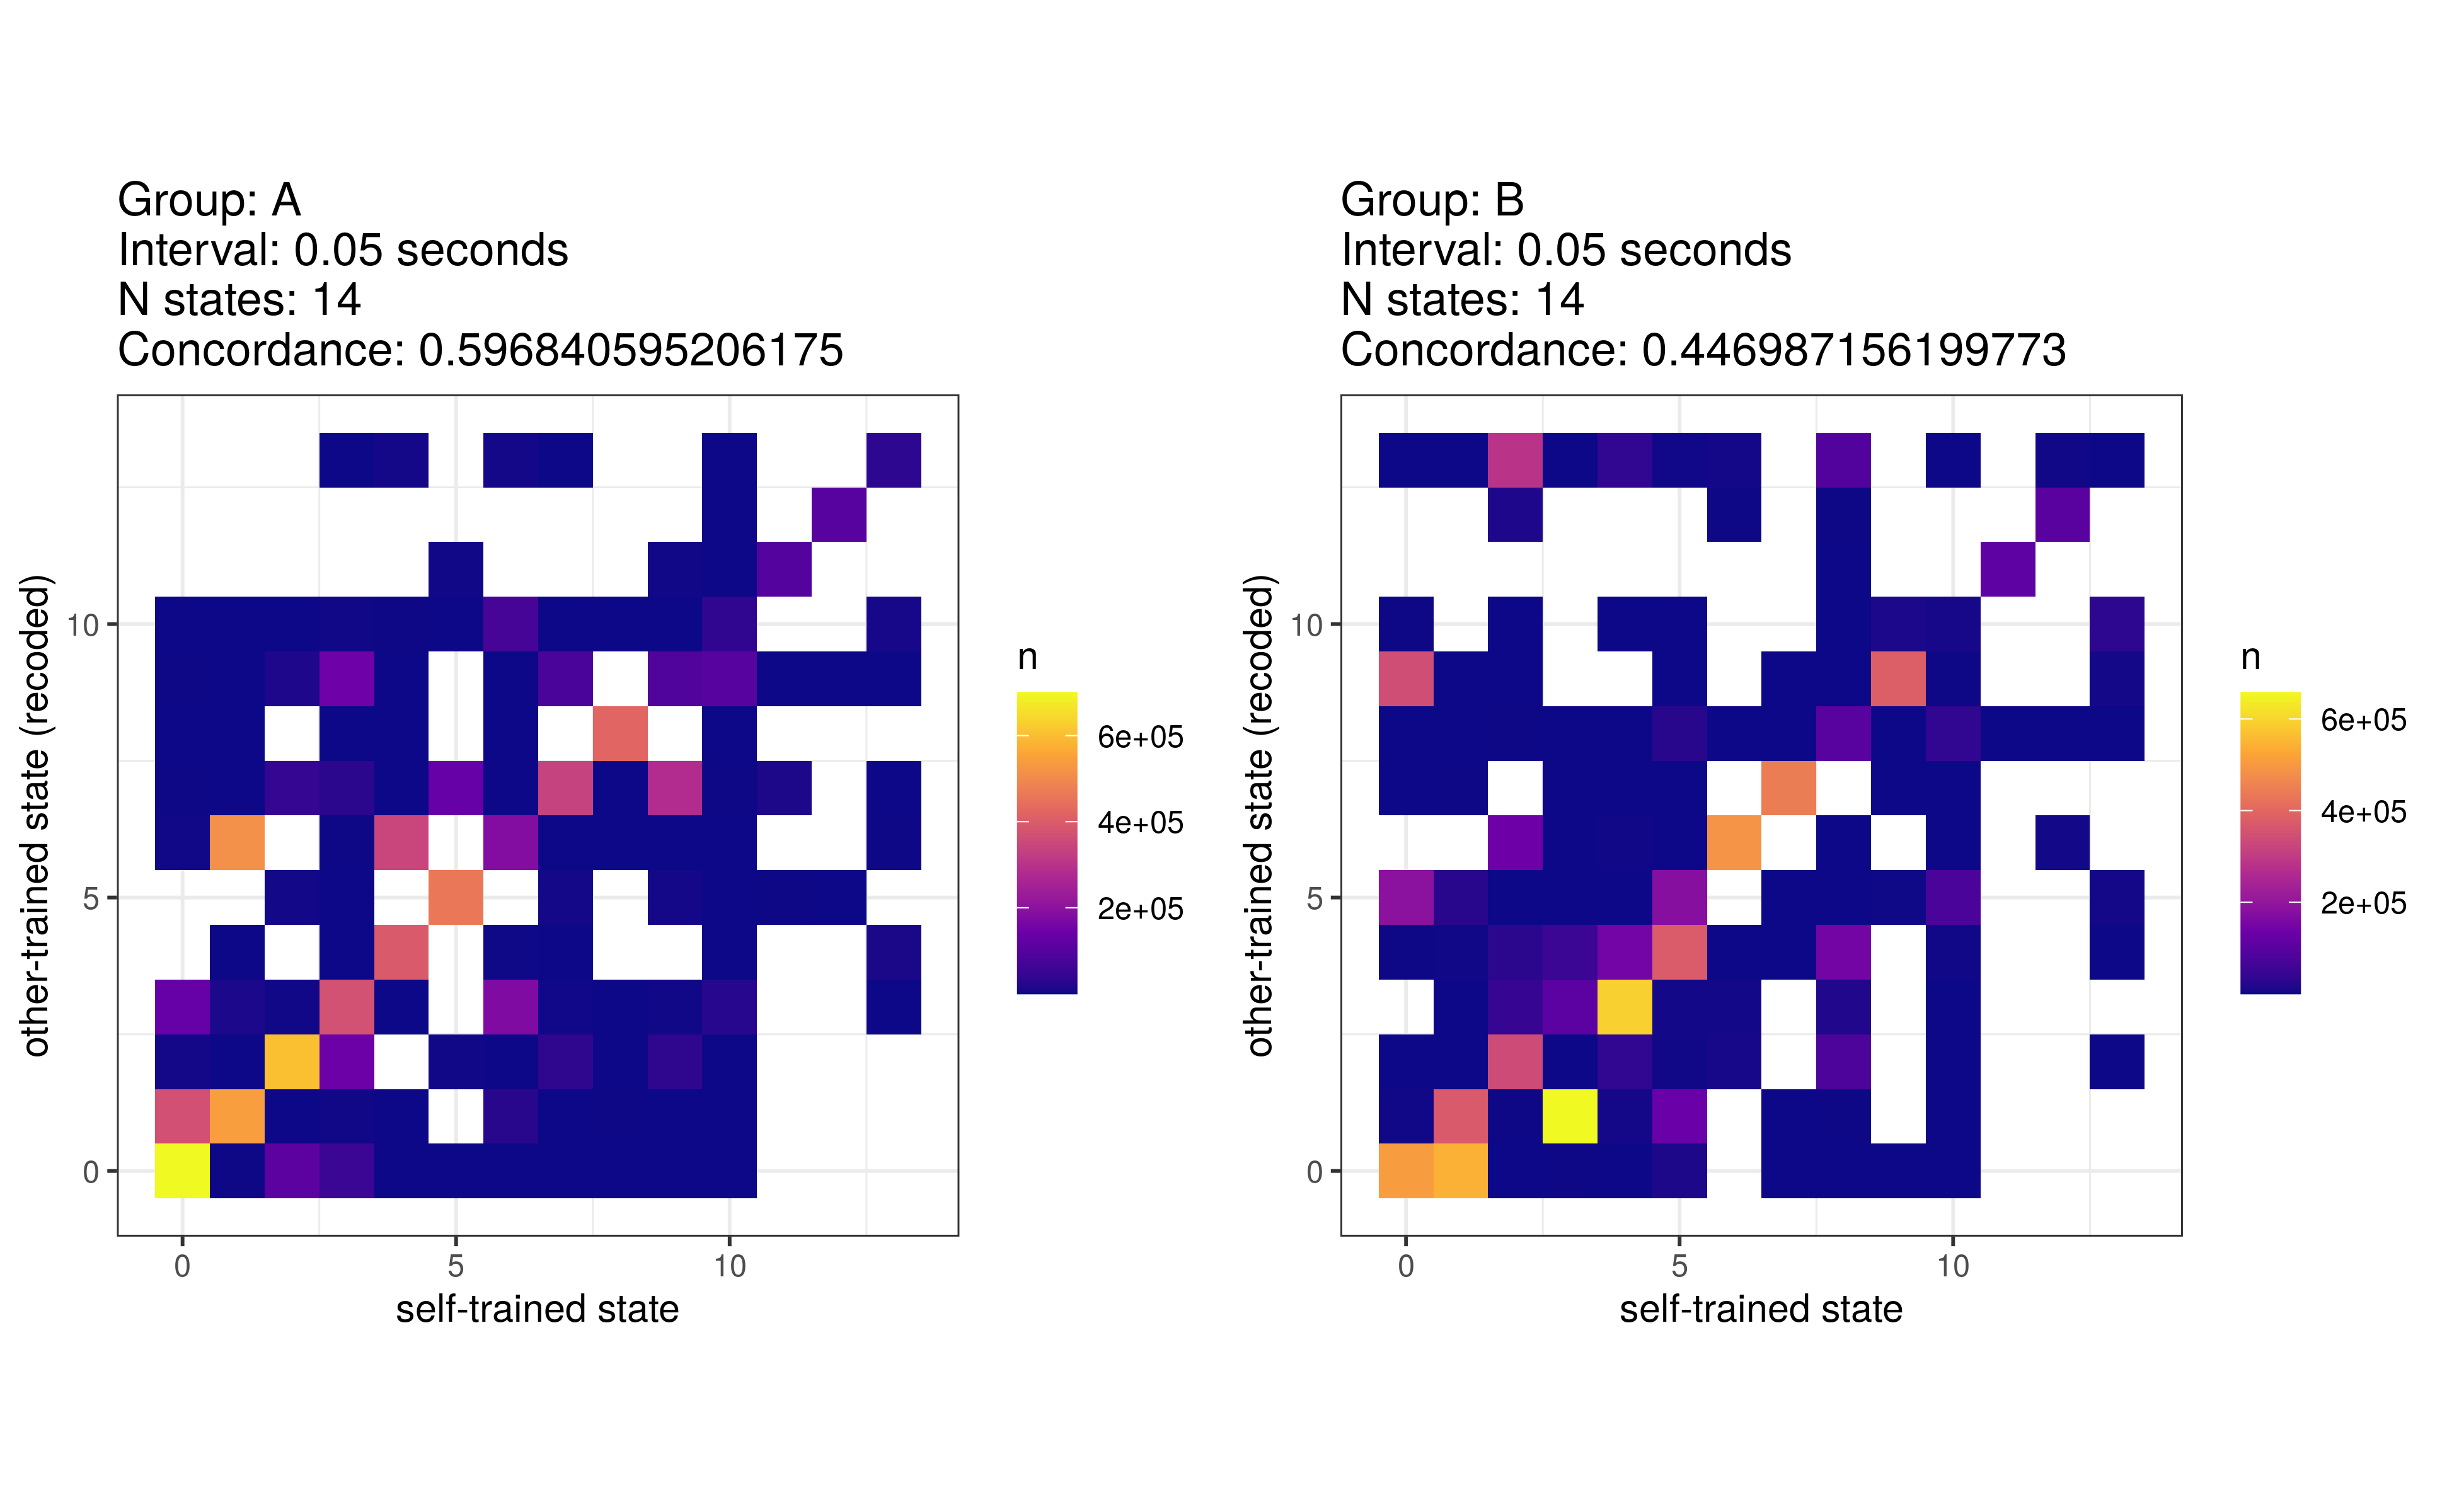 Group: A
Interval: 0.05 seconds
N states: 14
Concordance: 0.596840595206175
other-trained state (recoded)
10
5
0
0
5
10
self-trained state
n
6e+05
4e+05
2e+05
Group: B
Interval: 0.05 seconds
N states: 14
Concordance: 0.446987156199773
other-trained state (recoded)
10
5
0
0
5
10
self-trained state
n
6e+05
4e+05
2e+05